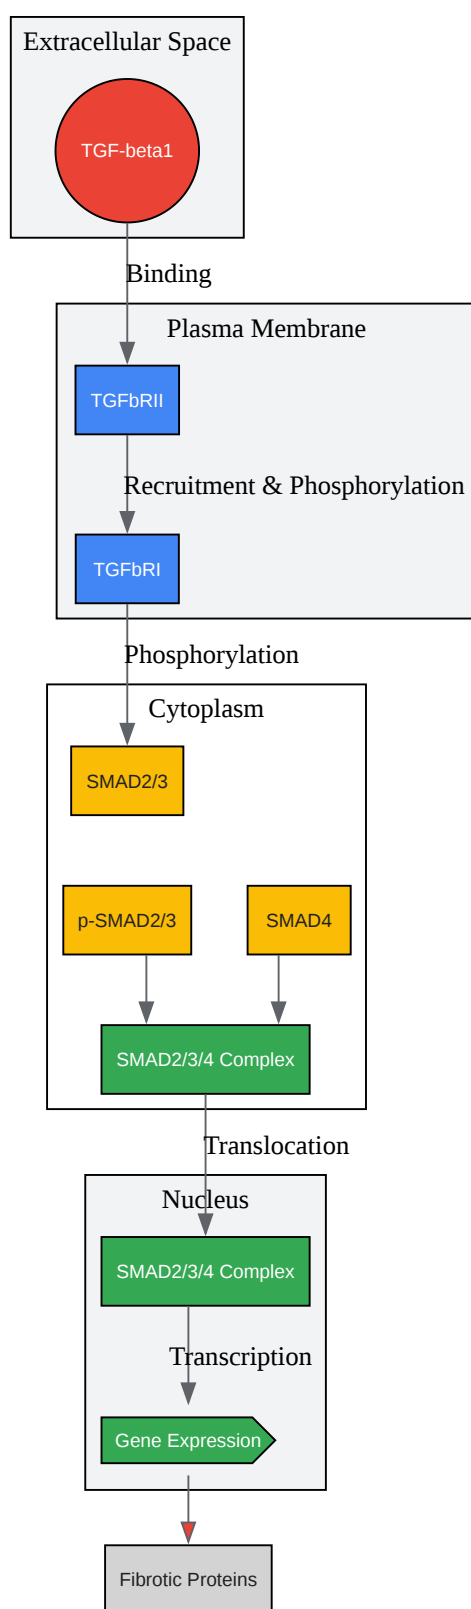 Extracellular Space
TGF-beta1
Binding
Plasma Membrane
TGFbRII
Recruitment & Phosphorylation
TGFbRI
Phosphorylation
Cytoplasm
SMAD2/3
p-SMAD2/3
SMAD4
SMAD2/3/4 Complex
Translocation
Nucleus
SMAD2/3/4 Complex
Transcription
Gene Expression
Fibrotic Proteins